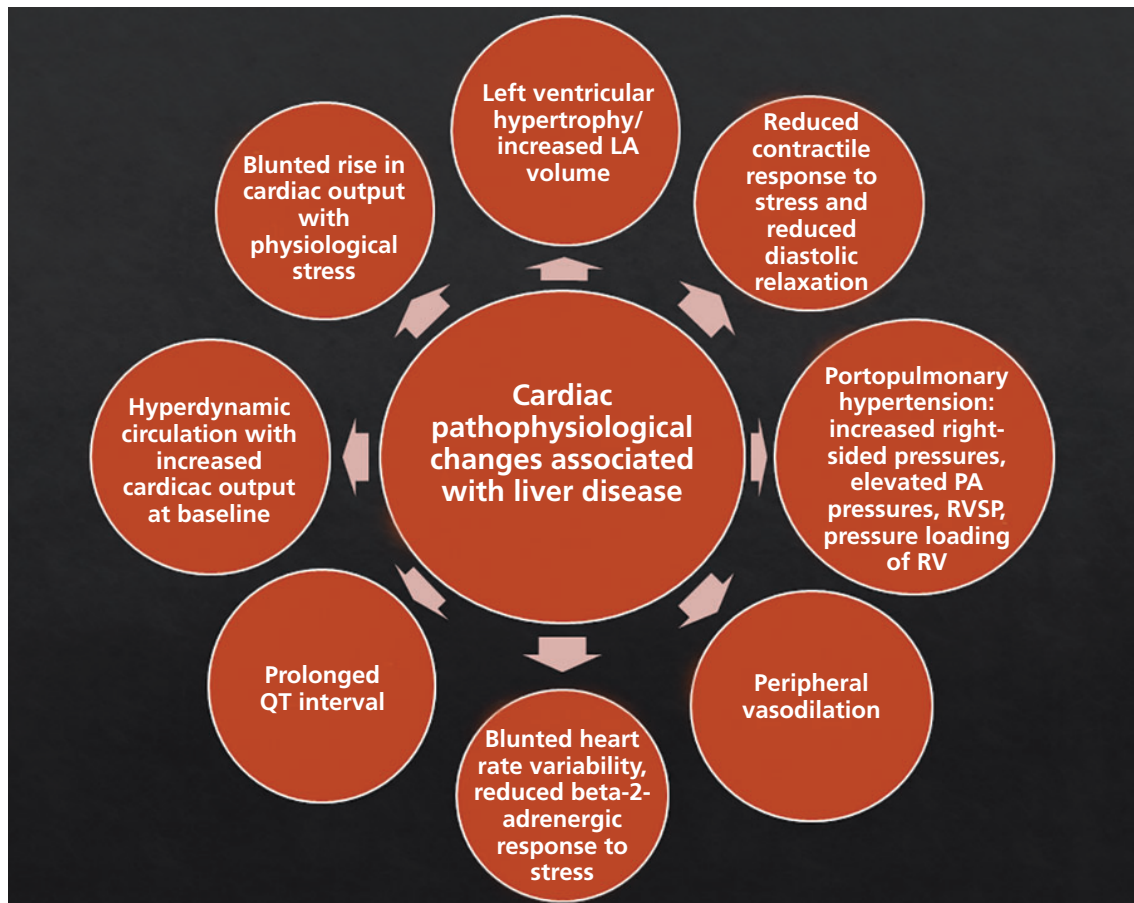 Left ventricular
hypertrophy/
increased LA
volume
Reduced
contractile
response to
stress and
reduced
diastolic
relaxation
Portopulmonary
hypertension:
increased right-
sided pressures,
elevated PA
pressures, RVSP,
pressure loading
of RV
Peripheral
vasodilation
Blunted heart
rate variability,
reduced beta-2-
adrenergic
response to
stress
Prolonged
QT interval
Hyperdynamic
circulation with
increased
cardicac output
at baseline
Blunted rise in
cardiac output
with
physiological
stress
Cardiac
pathophysiological
changes associated
with liver disease